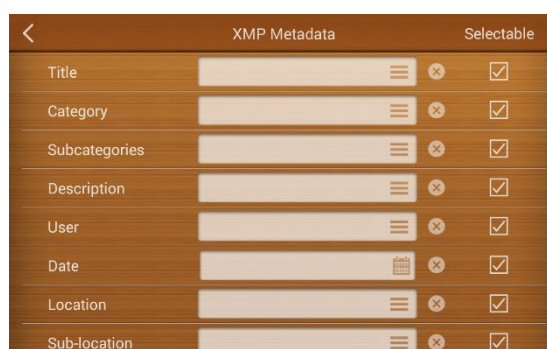 XMP Metadata Selectable
Title
Category
Subcategories
Description
User
Date
Location
Sub-location